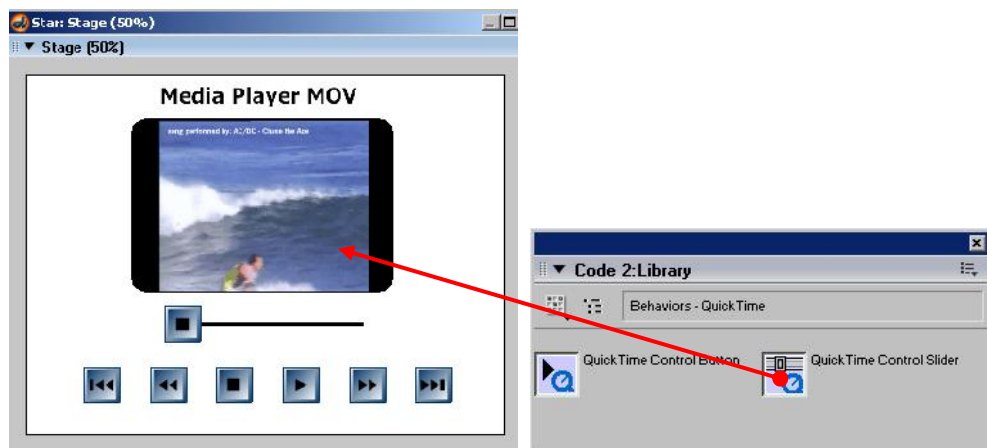 Star: Stage (50%)
Stage (50%)
Media Player MOV
song performed by: AC/DC - Chase the Ace
Code 2:Library
Behaviors - QuickTime
QuickTime Control Button
QuickTime Control Slider